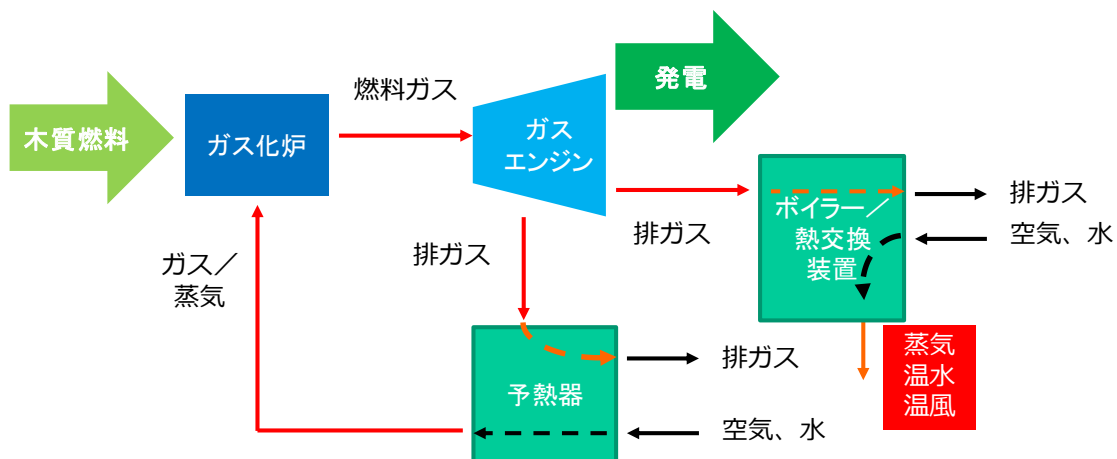 発電
燃料ガス
木質燃料
ガス化炉
ガス
エンジン
排ガス
ボイラー／
熱交換
装置
排ガス
空気、水
排ガス
ガス／
蒸気
蒸気
温水
温風
排ガス
予熱器
空気、水